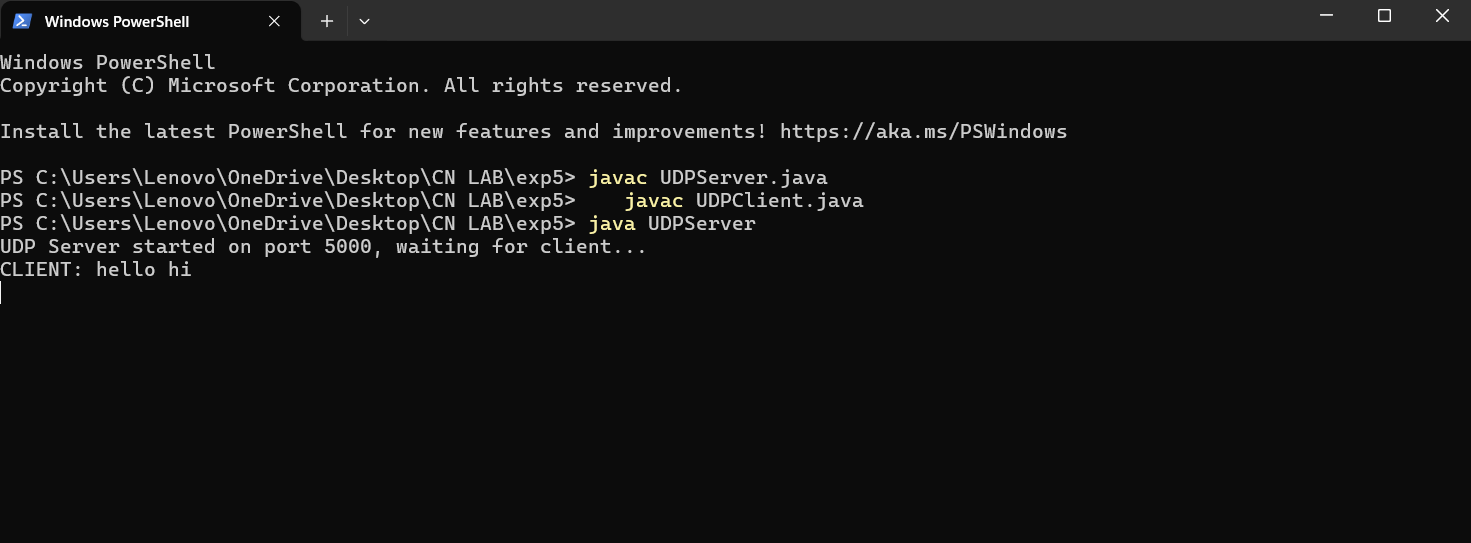 Windows PowerShell
Windows PowerShell
Copyright (C) Microsoft Corporation. All rights reserved.
Install the latest PowerShell for new features and improvements! https://aka.ms/PSWindows
PS C:\Users\Lenovo\OneDrive\Desktop\CN LAB\exp5> javac UDPServer.java
PS C:\Users\Lenovo\OneDrive\Desktop\CN LAB\exp5>    javac UDPClient.java
PS C:\Users\Lenovo\OneDrive\Desktop\CN LAB\exp5> java UDPServer
UDP Server started on port 5000, waiting for client...
CLIENT: hello hi